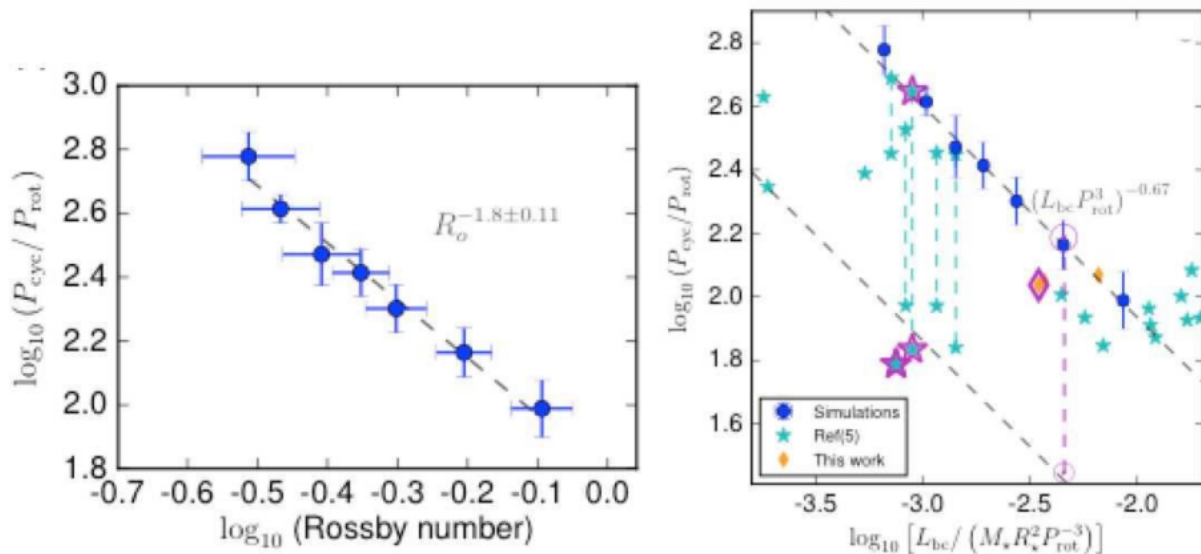 3.0
2.8
2.6
2.4
2.2
2.0
1.8
-0.7 -0.6 -0.5 -0.4 -0.3 -0.2 -0.1 0.0
log₁₀ (P_cyc / P_rot)
log₁₀ (Rossby number)
R_o^{-1.8±0.11}
2.8
2.6
2.4
2.2
2.0
1.8
1.6
-3.5 -3.0 -2.5 -2.0
log₁₀ (P_cyc / P_rot)
log₁₀ [L_bc / (M_⋆ R_⋆^2 P_rot^{-3})]
(L_bc P_rot^3)^{-0.67}
Simulations
Ref(5)
This work